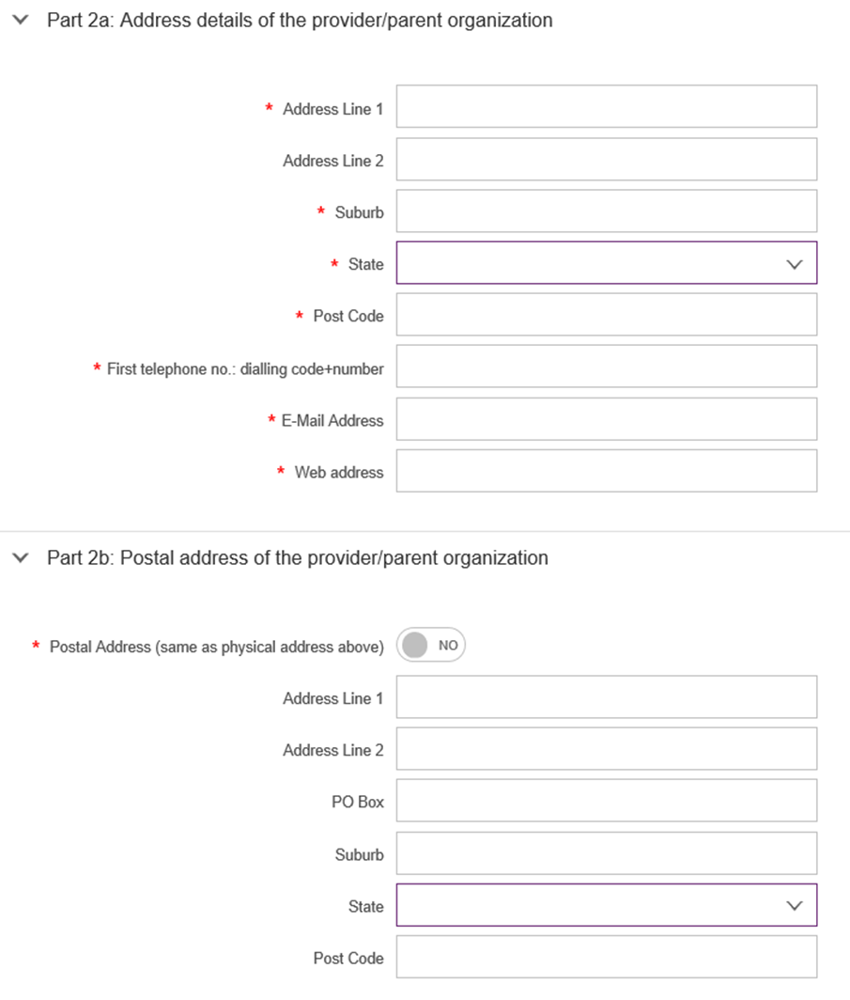 Part 2a: Address details of the provider/parent organization
* Address Line 1
Address Line 2
* Suburb
* State
* Post Code
* First telephone no.: dialling code+number
* E-Mail Address
* Web address
Part 2b: Postal address of the provider/parent organization
* Postal Address (same as physical address above) NO
Address Line 1
Address Line 2
PO Box
Suburb
State
Post Code